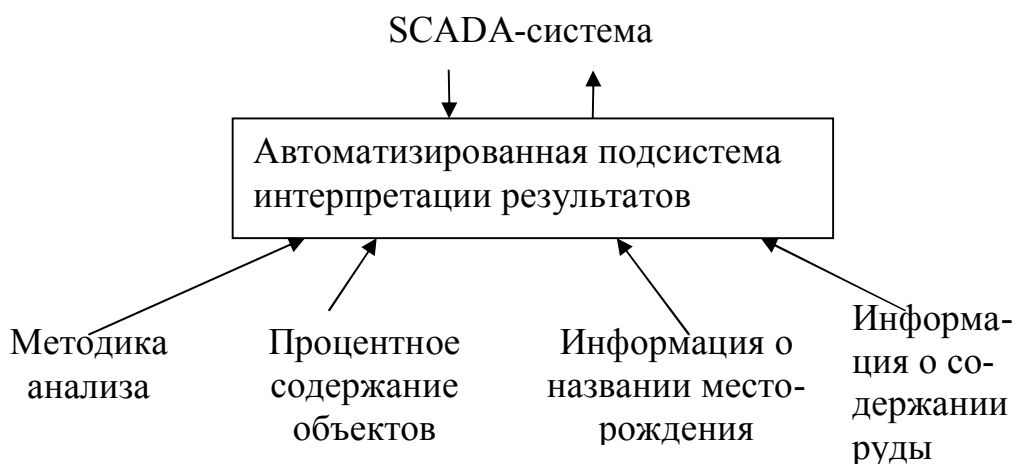 SCADA-система
Автоматизированная подсистема
интерпретации результатов
Методика
анализа
Процентное
содержание
объектов
Информация о
названии место-
рождения
Информа-
ция о со-
держании
руды